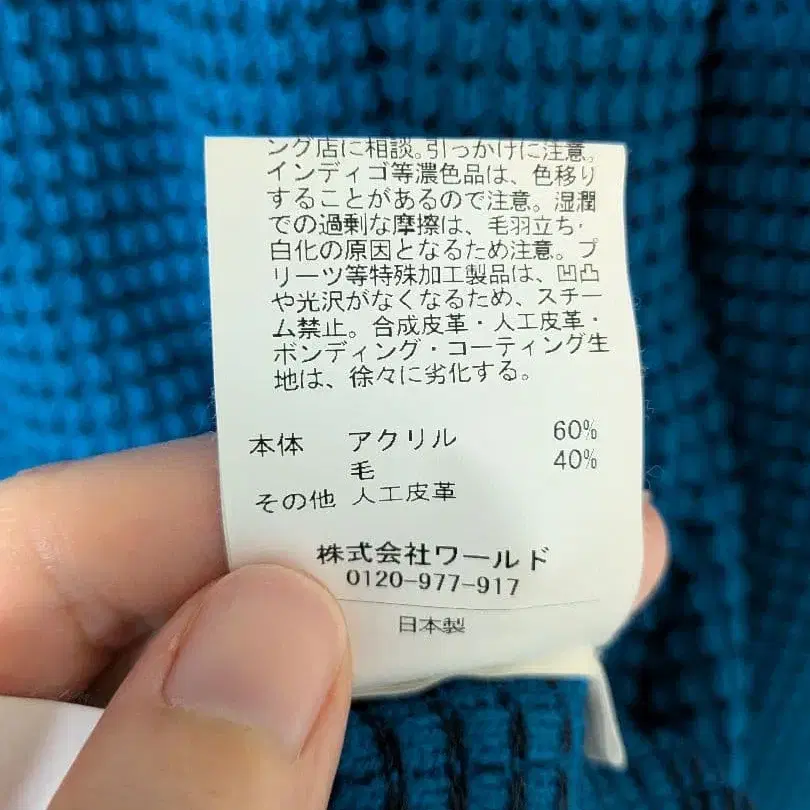 ング店に相談。引っかけに注意。
インディゴ等濃色品は、色移り
することがあるので注意。湿潤
での過剰な摩擦は、毛羽立ち・
白化の原因となるため注意。プ
リーツ等特殊加工製品は、凹凸
や光沢がなくなるため、スチー
ム禁止。合成皮革・人工皮革・
ボンディング・コーティング生
地は、徐々に劣化する。
本体 アクリル 60%
毛 40%
その他 人工皮革
株式会社ワールド
0120-977-917
日本製